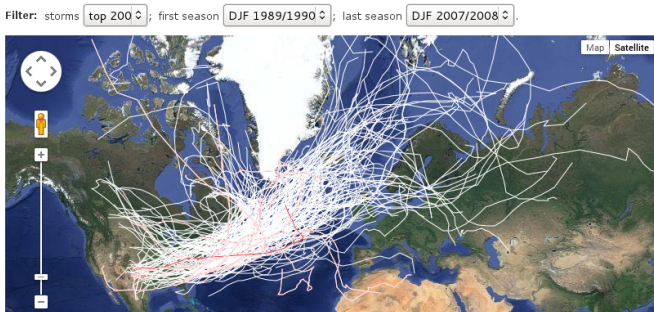 Filter: storms top 200 ; first season DJF 1989/1990 ; last season DJF 2007/2008 .
Map Satellite